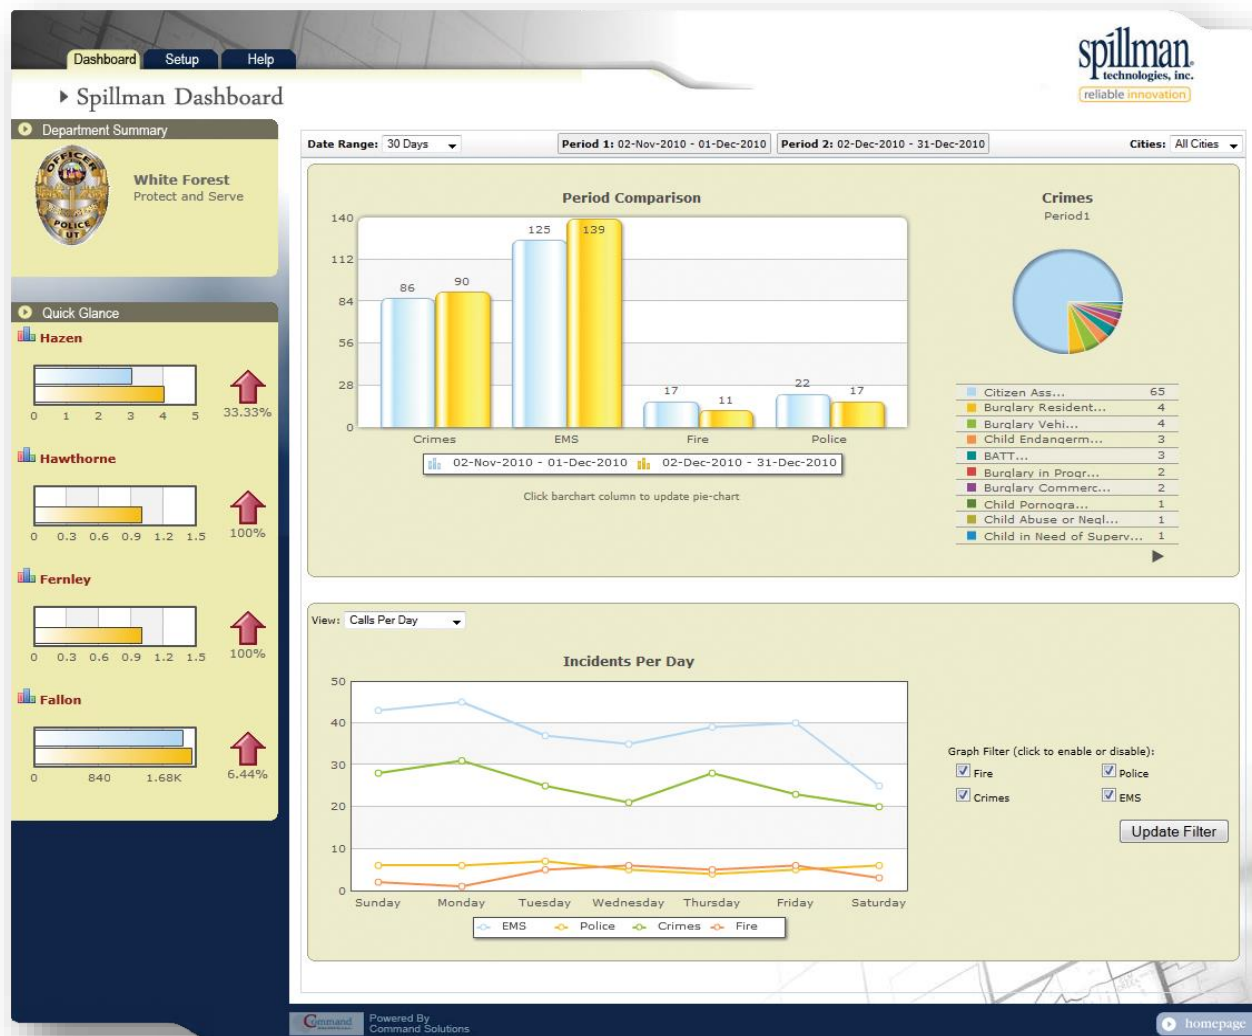 Dashboard Setup Help
Spillman Dashboard
spillman
technologies, inc.
reliable innovation
Department Summary
OFFICER
POLICE
UT
White Forest
Protect and Serve
Quick Glance
Hazen
33.33%
0 1 2 3 4 5
Hawthorne
100%
0 0.3 0.6 0.9 1.2 1.5
Fernley
100%
0 0.3 0.6 0.9 1.2 1.5
Fallon
6.44%
0 840 1.68K
Date Range: 30 Days Period 1: 02-Nov-2010 - 01-Dec-2010 Period 2: 02-Dec-2010 - 31-Dec-2010 Cities: All Cities
Period Comparison
140
112
84
56
28
0
86 90 125 139 17 11 22 17
Crimes EMS Fire Police
02-Nov-2010 - 01-Dec-2010 02-Dec-2010 - 31-Dec-2010
Click barchart column to update pie-chart
Crimes
Period1
Citizen Ass... 65
Burglary Resident... 4
Burglary Vehi... 4
Child Endangerm... 3
BATT... 3
Burglary in Progr... 2
Burglary Commerc... 2
Child Pornogra... 1
Child Abuse or Negl... 1
Child in Need of Superv... 1
View: Calls Per Day
Incidents Per Day
50
40
30
20
10
0
Sunday Monday Tuesday Wednesday Thursday Friday Saturday
EMS Police Crimes Fire
Graph Filter (click to enable or disable):
Fire Police
Crimes EMS
Update Filter
Command
Powered By
Command Solutions
homepage